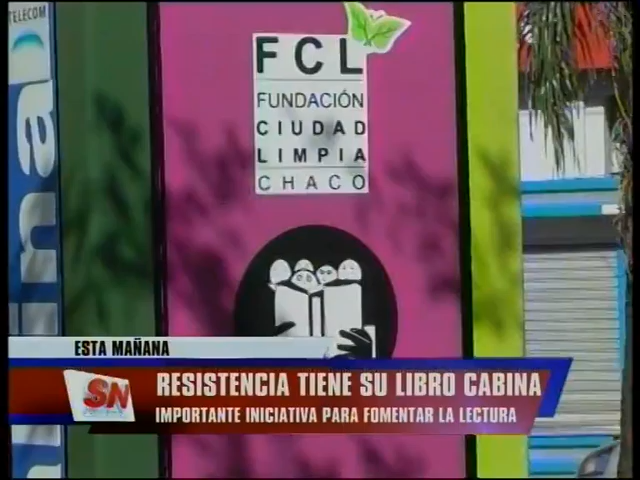 TELECOM
FCL
FUNDACIÓN
CIUDAD
LIMPIA
CHACO
ESTA MAÑANA
SN
RESISTENCIA TIENE SU LIBRO CABINA
IMPORTANTE INICIATIVA PARA FOMENTAR LA LECTURA